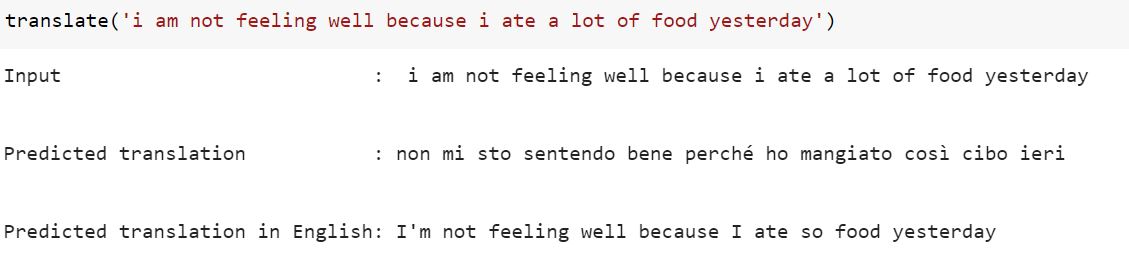 translate('i am not feeling well because i ate a lot of food yesterday')
Input : i am not feeling well because i ate a lot of food yesterday
Predicted translation : non mi sto sentendo bene perché ho mangiato così cibo ieri
Predicted translation in English: I'm not feeling well because I ate so food yesterday